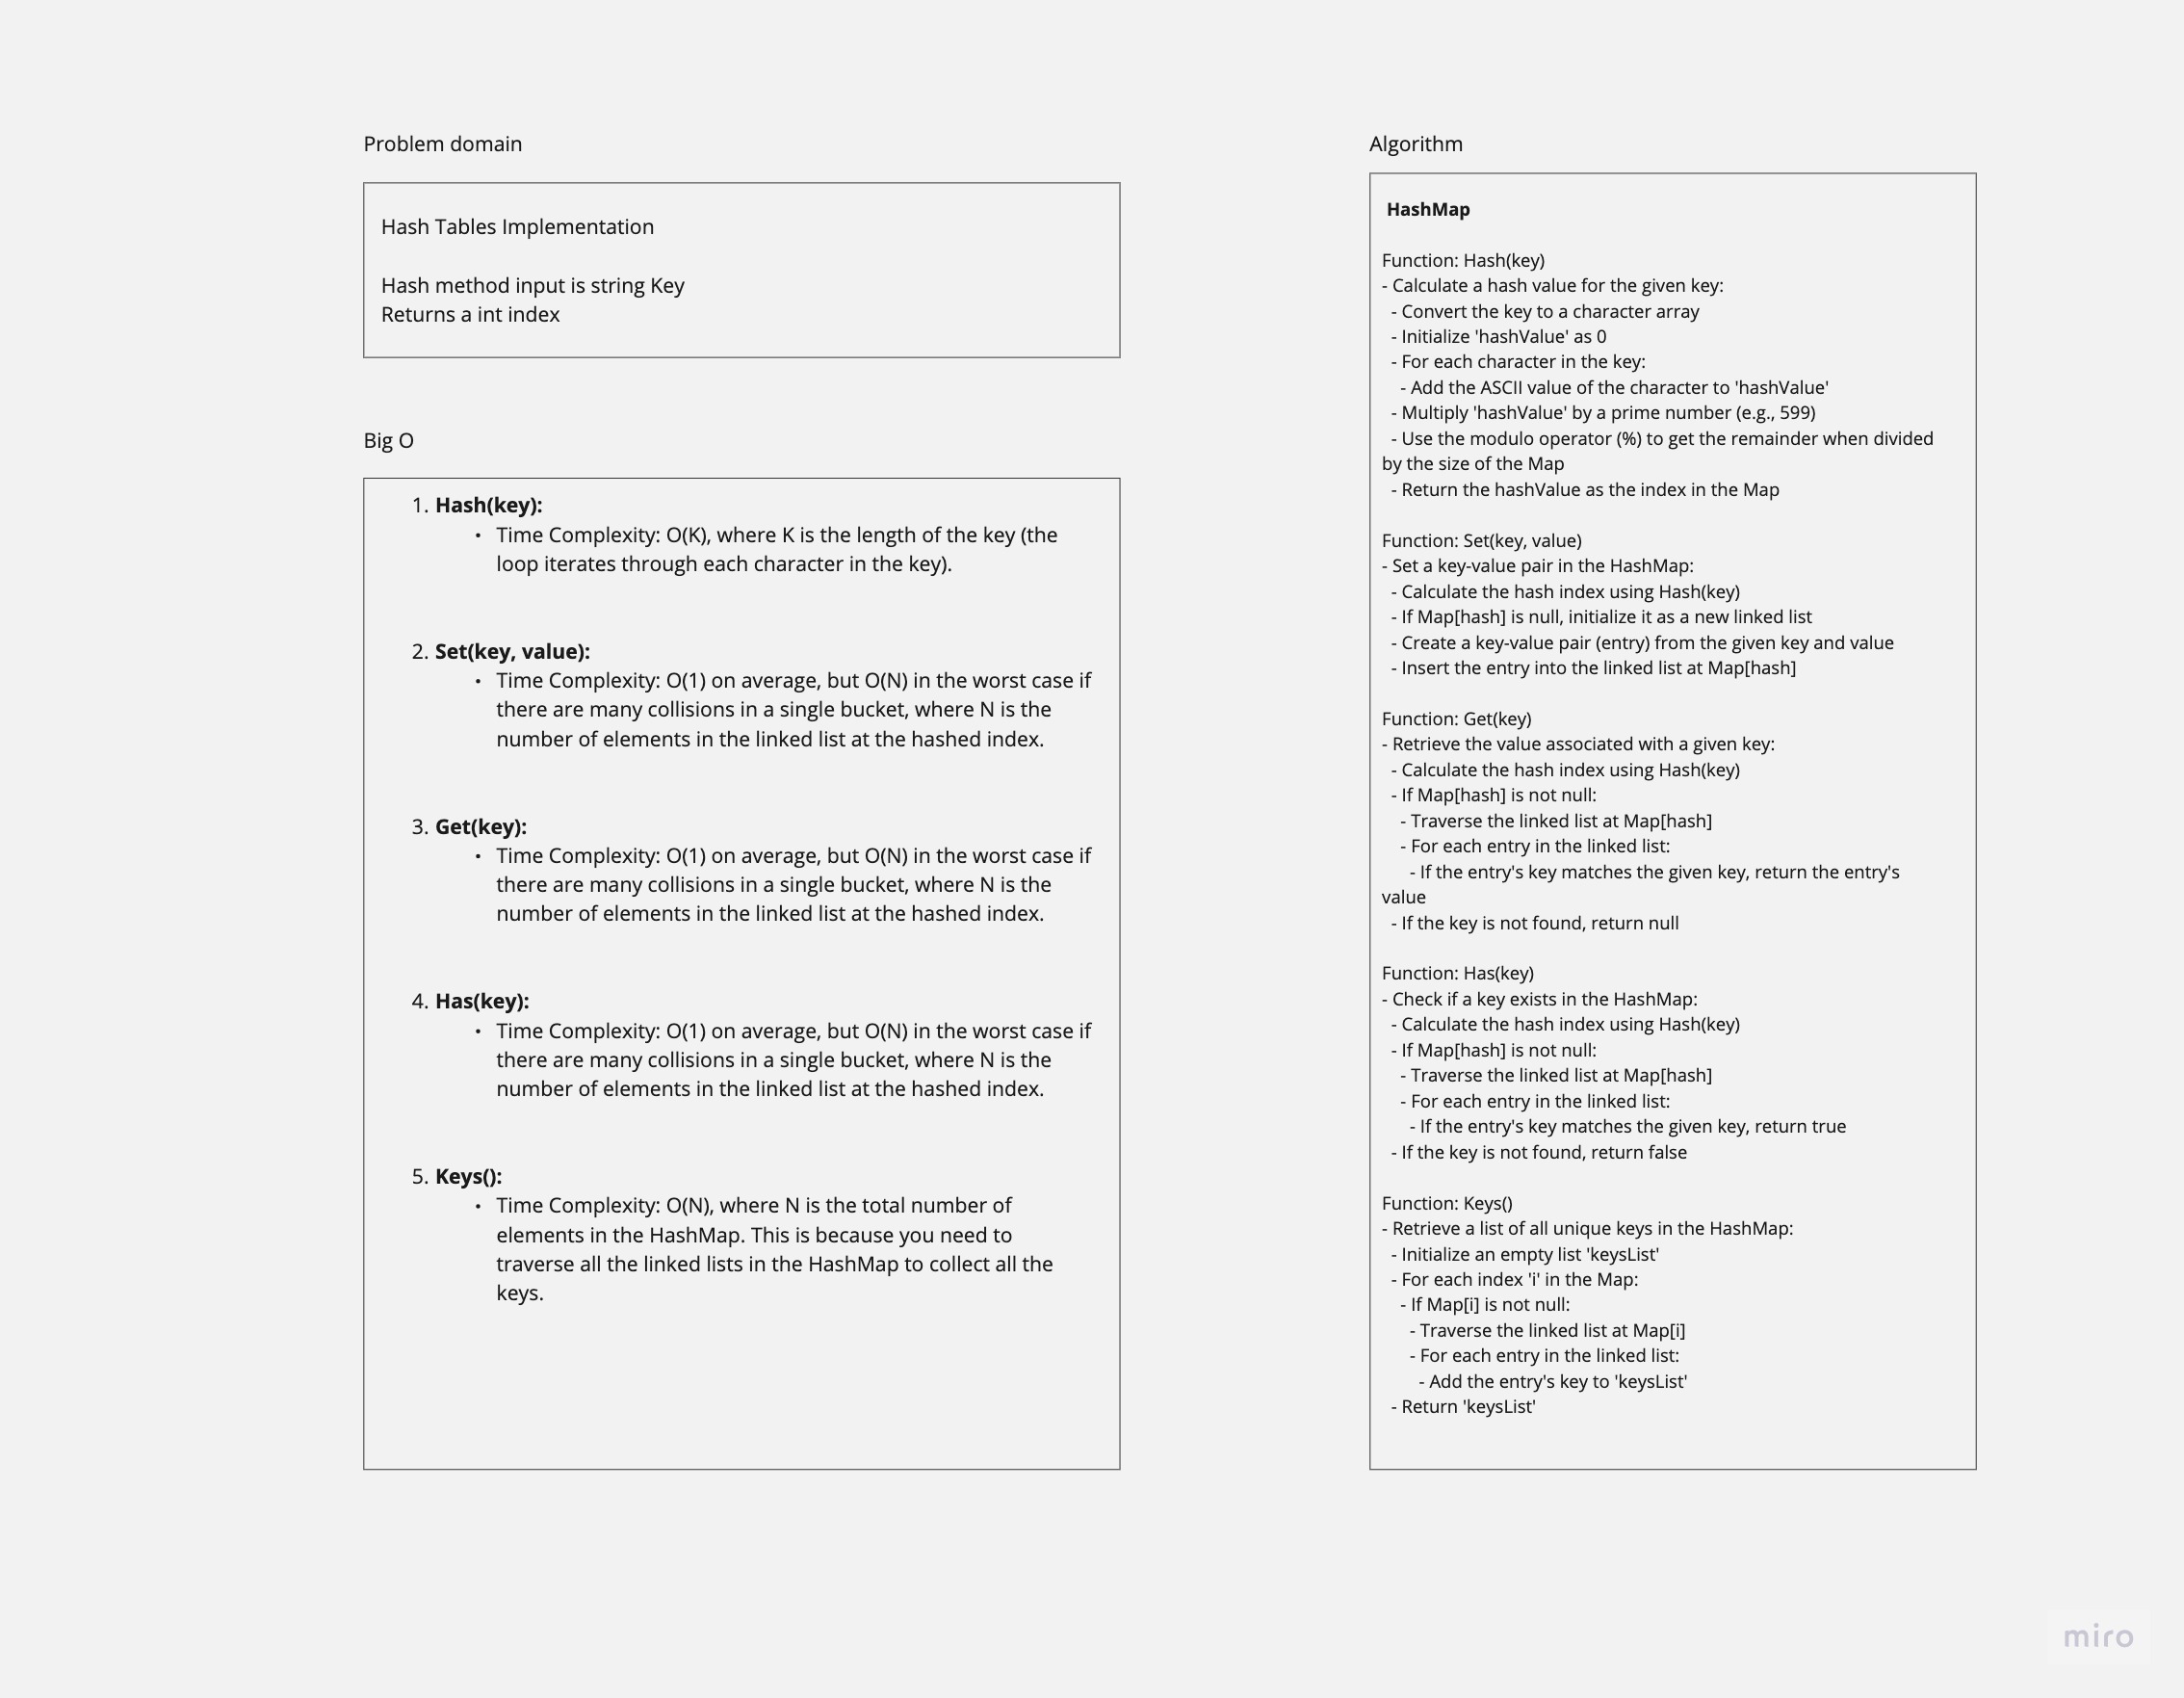 Problem domain
Hash Tables Implementation
Hash method input is string Key
Returns a int index
Big O
1. Hash(key):
• Time Complexity: O(K), where K is the length of the key (the
loop iterates through each character in the key).
2. Set(key, value):
• Time Complexity: O(1) on average, but O(N) in the worst case if
there are many collisions in a single bucket, where N is the
number of elements in the linked list at the hashed index.
3. Get(key):
• Time Complexity: O(1) on average, but O(N) in the worst case if
there are many collisions in a single bucket, where N is the
number of elements in the linked list at the hashed index.
4. Has(key):
• Time Complexity: O(1) on average, but O(N) in the worst case if
there are many collisions in a single bucket, where N is the
number of elements in the linked list at the hashed index.
5. Keys():
• Time Complexity: O(N), where N is the total number of
elements in the HashMap. This is because you need to
traverse all the linked lists in the HashMap to collect all the
keys.
Algorithm
HashMap
Function: Hash(key)
- Calculate a hash value for the given key:
- Convert the key to a character array
- Initialize 'hashValue' as 0
- For each character in the key:
- Add the ASCII value of the character to 'hashValue'
- Multiply 'hashValue' by a prime number (e.g., 599)
- Use the modulo operator (%) to get the remainder when divided
by the size of the Map
- Return the hashValue as the index in the Map
Function: Set(key, value)
- Set a key-value pair in the HashMap:
- Calculate the hash index using Hash(key)
- If Map[hash] is null, initialize it as a new linked list
- Create a key-value pair (entry) from the given key and value
- Insert the entry into the linked list at Map[hash]
Function: Get(key)
- Retrieve the value associated with a given key:
- Calculate the hash index using Hash(key)
- If Map[hash] is not null:
- Traverse the linked list at Map[hash]
- For each entry in the linked list:
- If the entry's key matches the given key, return the entry's
value
- If the key is not found, return null
Function: Has(key)
- Check if a key exists in the HashMap:
- Calculate the hash index using Hash(key)
- If Map[hash] is not null:
- Traverse the linked list at Map[hash]
- For each entry in the linked list:
- If the entry's key matches the given key, return true
- If the key is not found, return false
Function: Keys()
- Retrieve a list of all unique keys in the HashMap:
- Initialize an empty list 'keysList'
- For each index 'i' in the Map:
- If Map[i] is not null:
- Traverse the linked list at Map[i]
- For each entry in the linked list:
- Add the entry's key to 'keysList'
- Return 'keysList'
miro